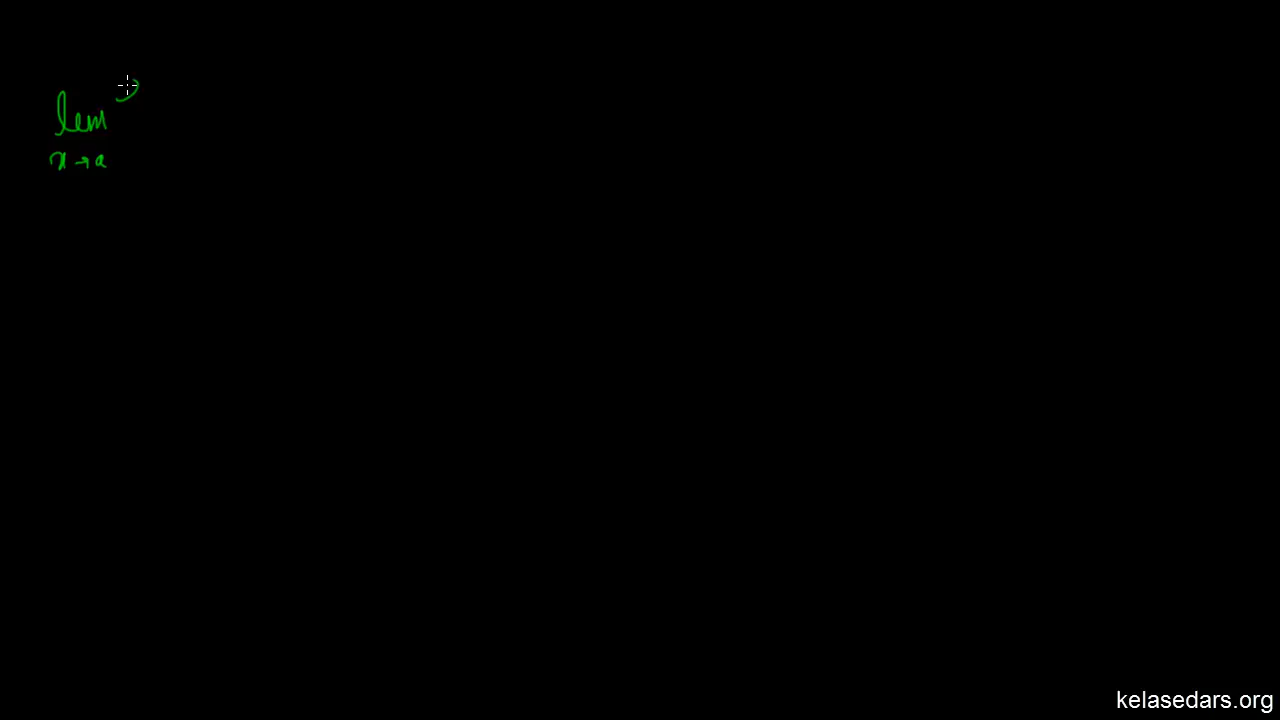 lim
x → a
kelasedars.org